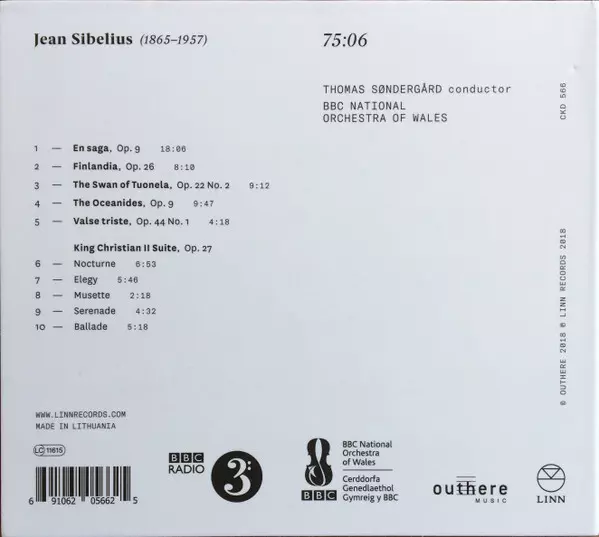 Jean Sibelius (1865–1957)
75:06
THOMAS SØNDERGÅRD conductor
BBC NATIONAL
ORCHESTRA OF WALES
CKD 566
1 — En saga, Op. 9 18:06
2 — Finlandia, Op. 26 8:10
3 — The Swan of Tuonela, Op. 22 No. 2 9:12
4 — The Oceanides, Op. 9 9:47
5 — Valse triste, Op. 44 No. 1 4:18
King Christian II Suite, Op. 27
6 — Nocturne 6:53
7 — Elegy 5:46
8 — Musette 2:18
9 — Serenade 4:32
10 — Ballade 5:18
℗ OUTHERE 2018 © LINN RECORDS 2018
WWW.LINNRECORDS.COM
MADE IN LITHUANIA
LC 11615
6 91062 05662 5
BBC
RADIO
3
BBC
BBC National
Orchestra
of Wales
Cerddorfa
Genedlaethol
Gymreig y BBC
outhere
MUSIC
LINN